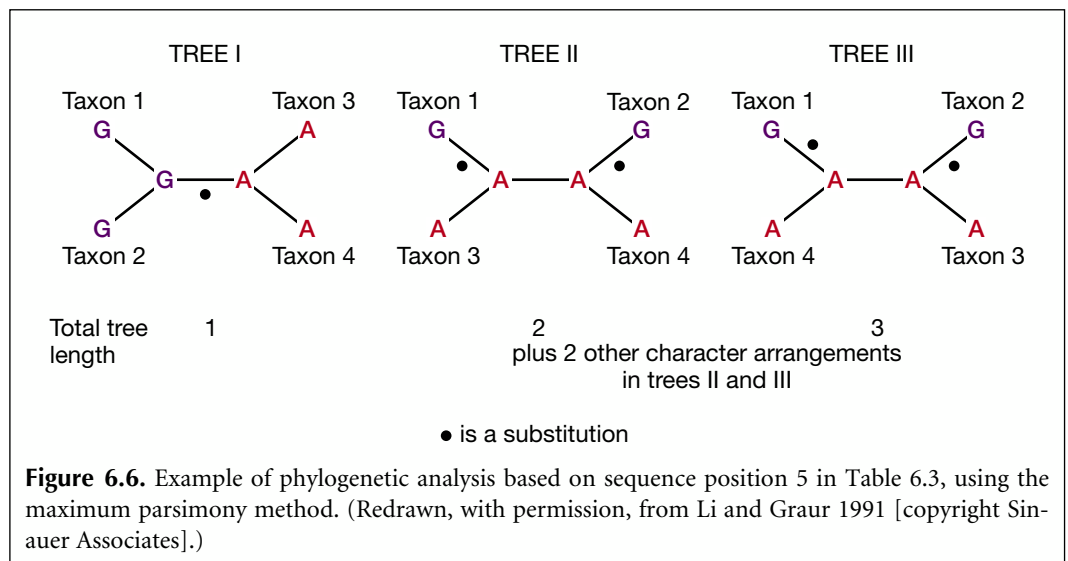 TREE I TREE II TREE III
Taxon 1 Taxon 3 Taxon 1 Taxon 2 Taxon 1 Taxon 2
G A G G G G
G A A A A A
G A A A A A
Taxon 2 Taxon 4 Taxon 3 Taxon 4 Taxon 4 Taxon 3
Total tree 1 2 3
length
plus 2 other character arrangements
in trees II and III
• is a substitution
Figure 6.6. Example of phylogenetic analysis based on sequence position 5 in Table 6.3, using the
maximum parsimony method. (Redrawn, with permission, from Li and Graur 1991 [copyright Sin-
auer Associates].)